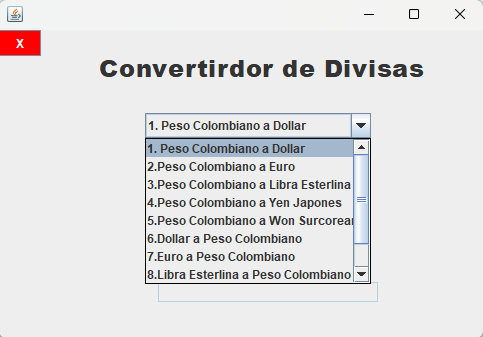 X
Convertirdor de Divisas
1. Peso Colombiano a Dollar
1. Peso Colombiano a Dollar
2.Peso Colombiano a Euro
3.Peso Colombiano a Libra Esterlina
4.Peso Colombiano a Yen Japones
5.Peso Colombiano a Won Surcorean
6.Dollar a Peso Colombiano
7.Euro a Peso Colombiano
8.Libra Esterlina a Peso Colombiano